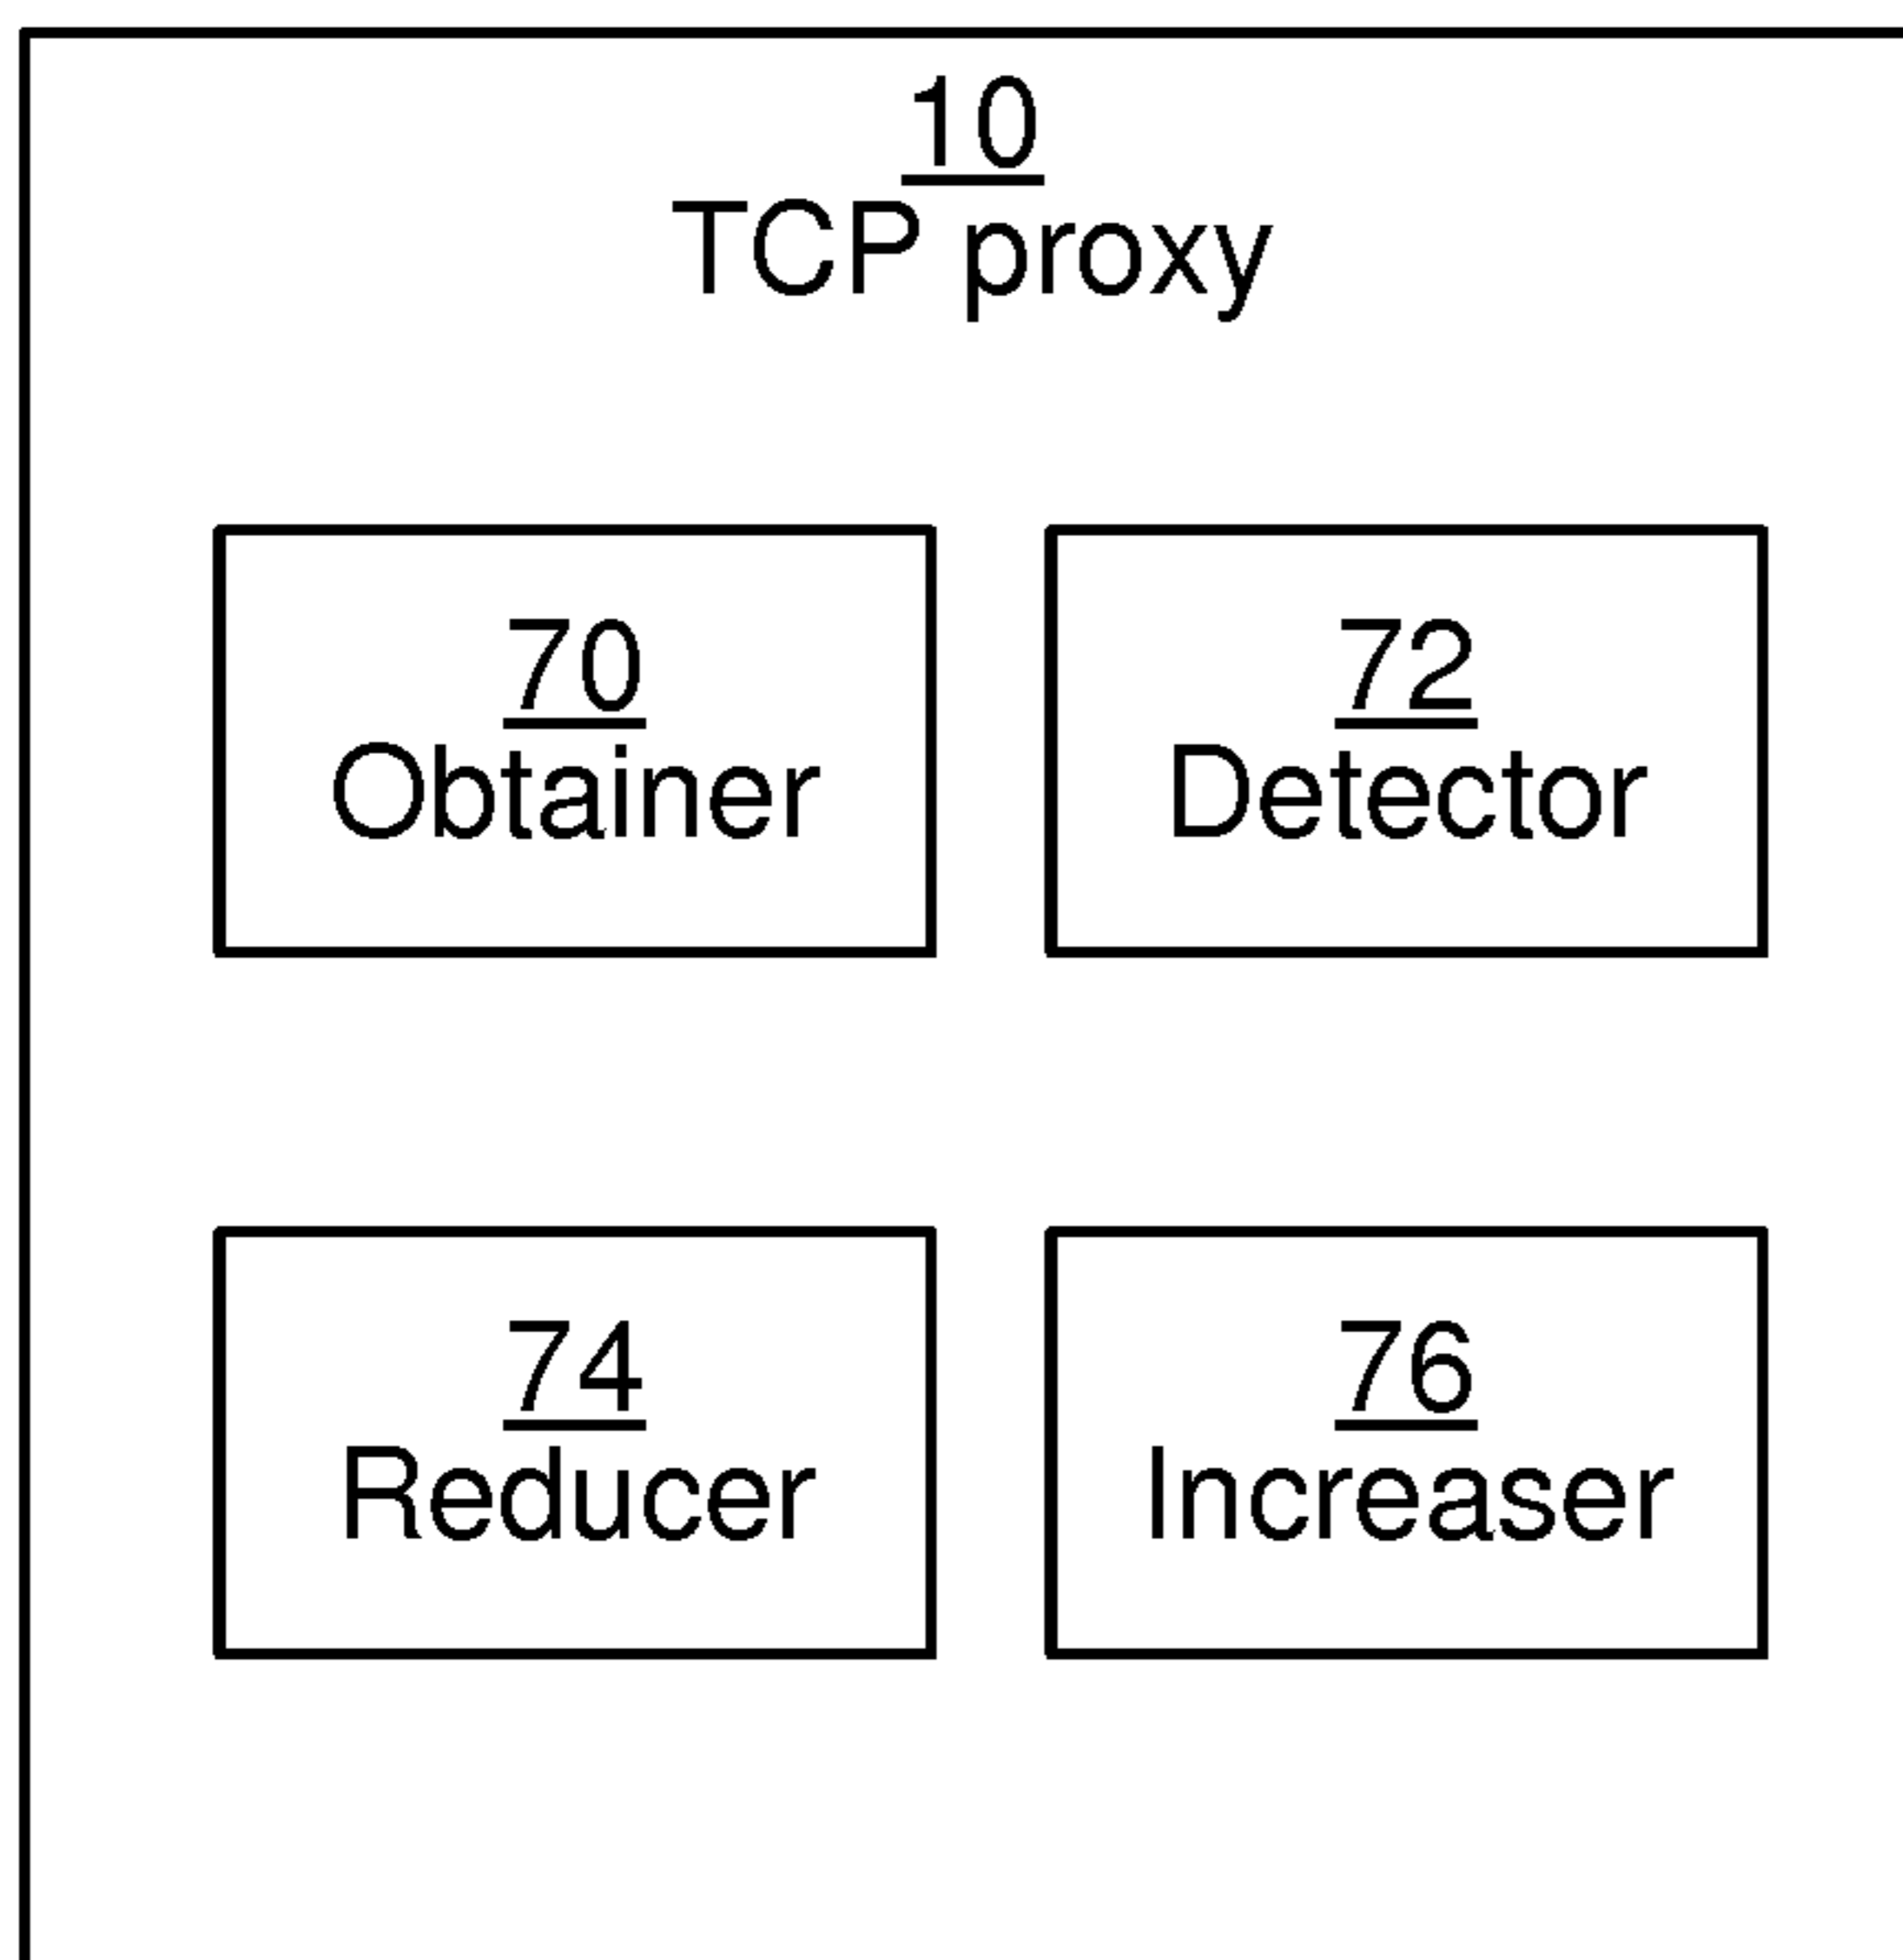 10
TCP proxy
70
Obtainer
72
Detector
74
Reducer
76
Increaser